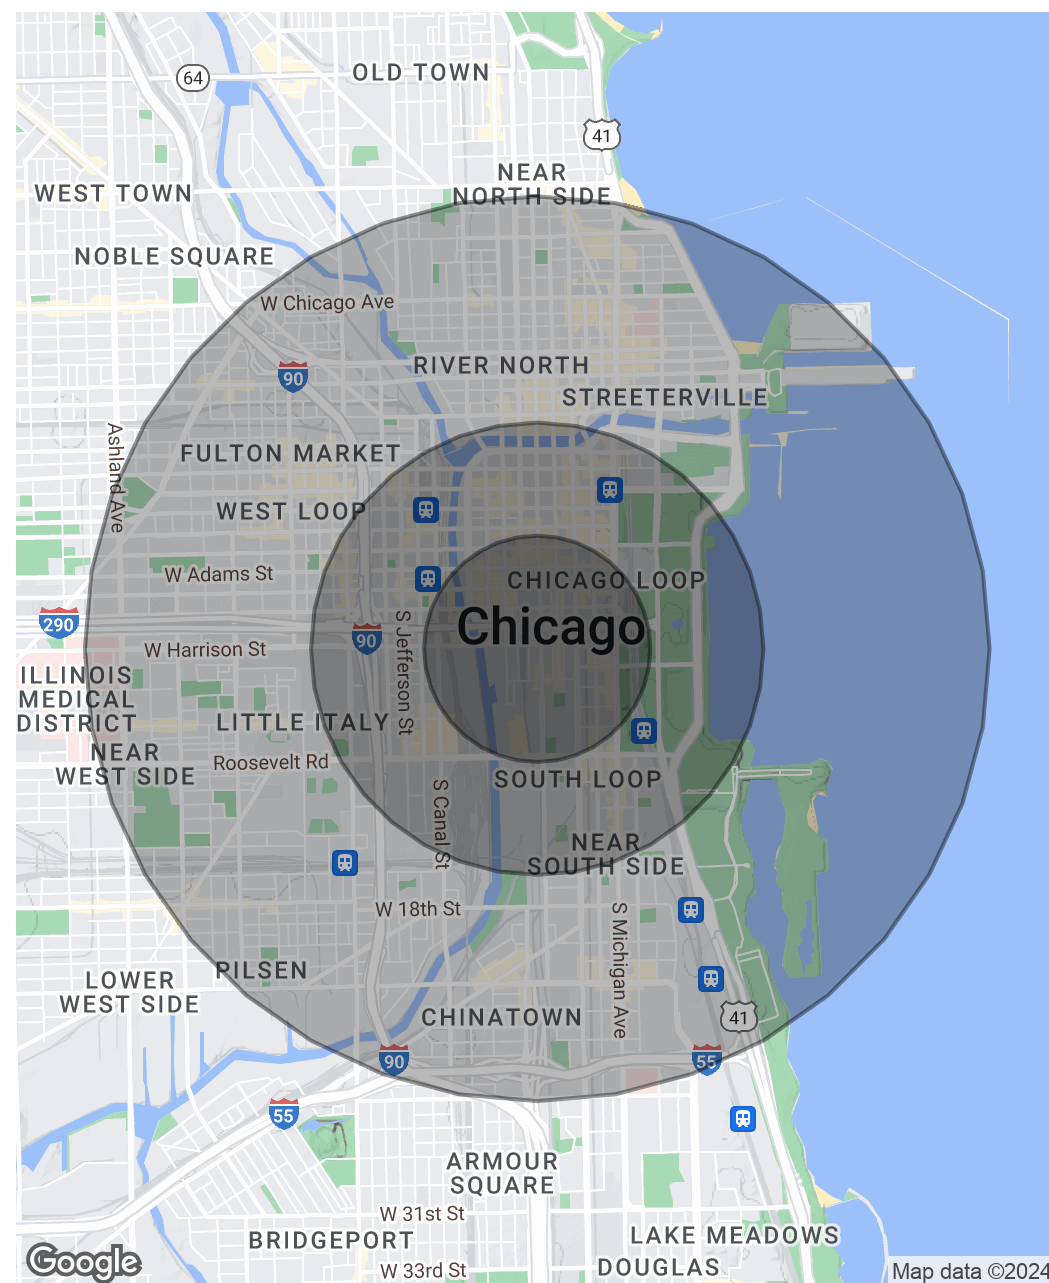 64
OLD TOWN
41
NEAR
NORTH SIDE
WEST TOWN
NOBLE SQUARE
W Chicago Ave
90
RIVER NORTH
STREETERVILLE
Ashland Ave
FULTON MARKET
WEST LOOP
W Adams St
CHICAGO LOOP
290
Chicago
90
S Jefferson St
W Harrison St
ILLINOIS
MEDICAL
DISTRICT
LITTLE ITALY
NEAR
WEST SIDE
Roosevelt Rd
SOUTH LOOP
S Canal St
NEAR
SOUTH SIDE
W 18th St
S Michigan Ave
PILSEN
LOWER
WEST SIDE
CHINATOWN
41
90
55
55
ARMOUR
SQUARE
W 31st St
BRIDGEPORT
LAKE MEADOWS
Google
W 33rd St
DOUGLAS
Map data ©2024